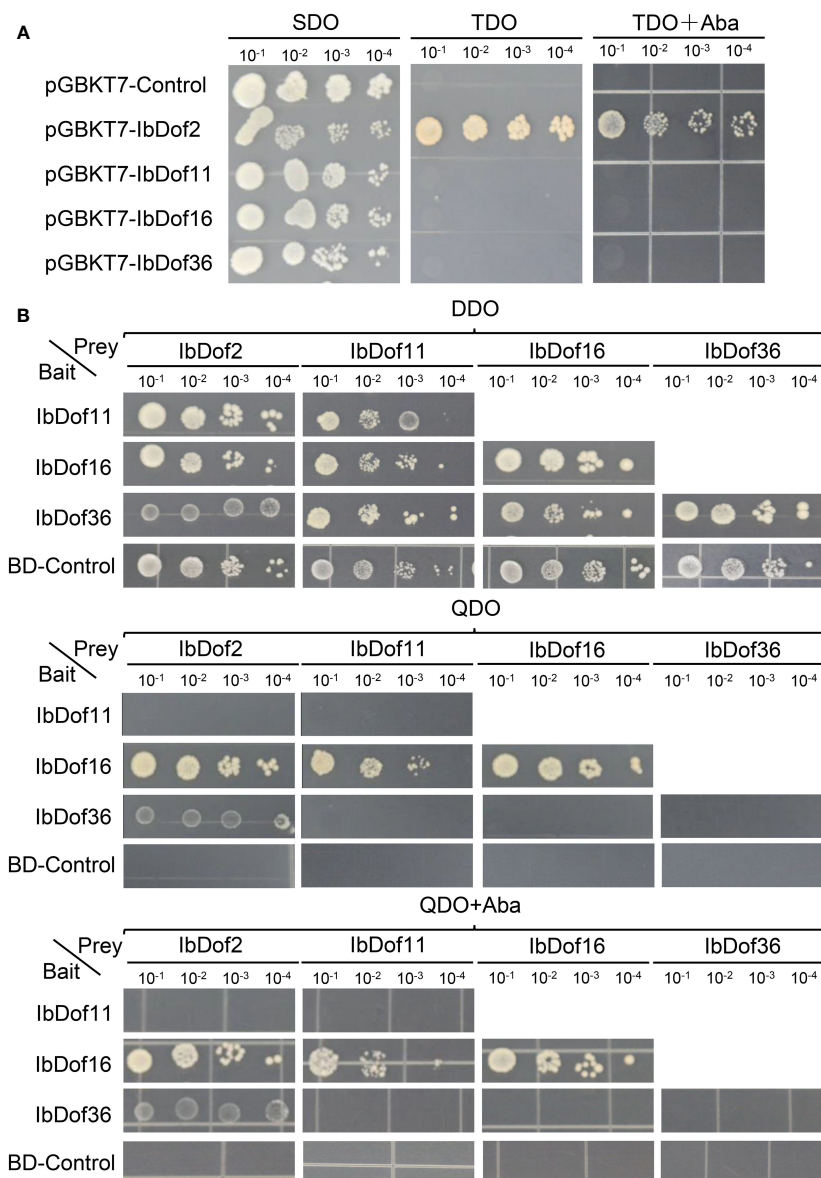 A
SDO TDO TDO+Aba
10⁻¹ 10⁻² 10⁻³ 10⁻⁴ 10⁻¹ 10⁻² 10⁻³ 10⁻⁴ 10⁻¹ 10⁻² 10⁻³ 10⁻⁴
pGBKT7-Control
pGBKT7-IbDof2
pGBKT7-IbDof11
pGBKT7-IbDof16
pGBKT7-IbDof36
B
DDO
Prey IbDof2 IbDof11 IbDof16 IbDof36
Bait 10⁻¹ 10⁻² 10⁻³ 10⁻⁴ 10⁻¹ 10⁻² 10⁻³ 10⁻⁴ 10⁻¹ 10⁻² 10⁻³ 10⁻⁴ 10⁻¹ 10⁻² 10⁻³ 10⁻⁴
IbDof11
IbDof16
IbDof36
BD-Control
QDO
Prey IbDof2 IbDof11 IbDof16 IbDof36
Bait 10⁻¹ 10⁻² 10⁻³ 10⁻⁴ 10⁻¹ 10⁻² 10⁻³ 10⁻⁴ 10⁻¹ 10⁻² 10⁻³ 10⁻⁴ 10⁻¹ 10⁻² 10⁻³ 10⁻⁴
IbDof11
IbDof16
IbDof36
BD-Control
QDO+Aba
Prey IbDof2 IbDof11 IbDof16 IbDof36
Bait 10⁻¹ 10⁻² 10⁻³ 10⁻⁴ 10⁻¹ 10⁻² 10⁻³ 10⁻⁴ 10⁻¹ 10⁻² 10⁻³ 10⁻⁴ 10⁻¹ 10⁻² 10⁻³ 10⁻⁴
IbDof11
IbDof16
IbDof36
BD-Control